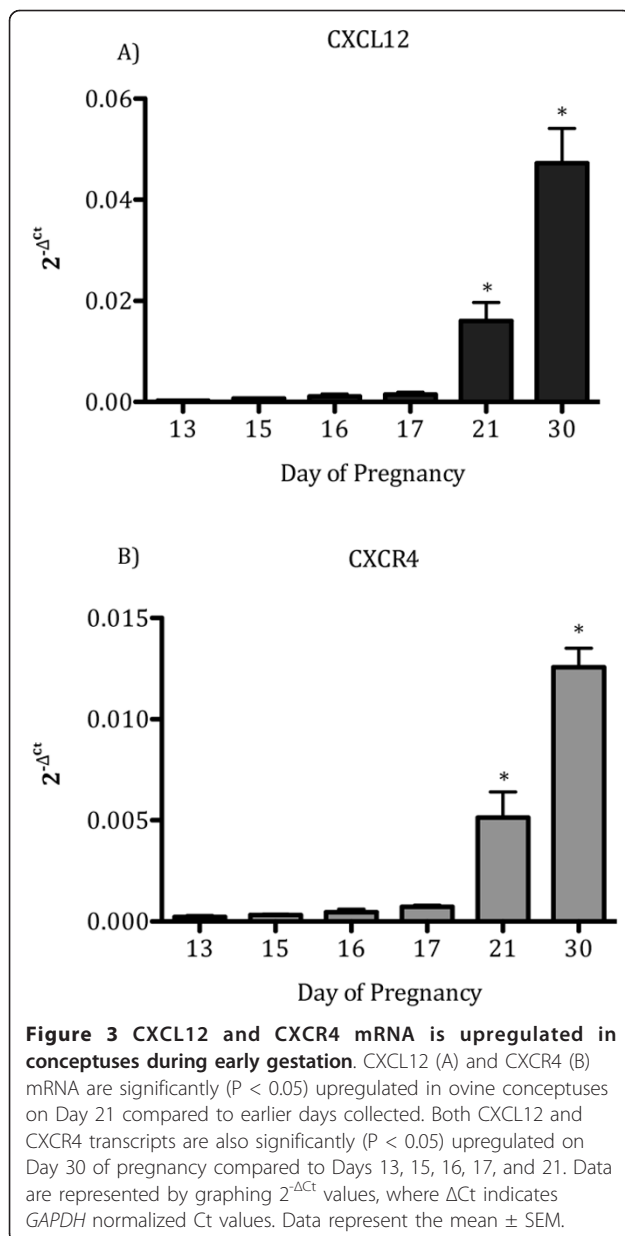 A)
CXCL12
0.06
0.04
0.02
0.00
2^-ΔCt
*
*
13 15 16 17 21 30
Day of Pregnancy
B)
CXCR4
0.015
0.010
0.005
0.000
2^-ΔCt
*
*
13 15 16 17 21 30
Day of Pregnancy
Figure 3 CXCL12 and CXCR4 mRNA is upregulated in
conceptuses during early gestation. CXCL12 (A) and CXCR4 (B)
mRNA are significantly (P < 0.05) upregulated in ovine conceptuses
on Day 21 compared to earlier days collected. Both CXCL12 and
CXCR4 transcripts are also significantly (P < 0.05) upregulated on
Day 30 of pregnancy compared to Days 13, 15, 16, 17, and 21. Data
are represented by graphing 2^-ΔCt values, where ΔCt indicates
GAPDH normalized Ct values. Data represent the mean ± SEM.